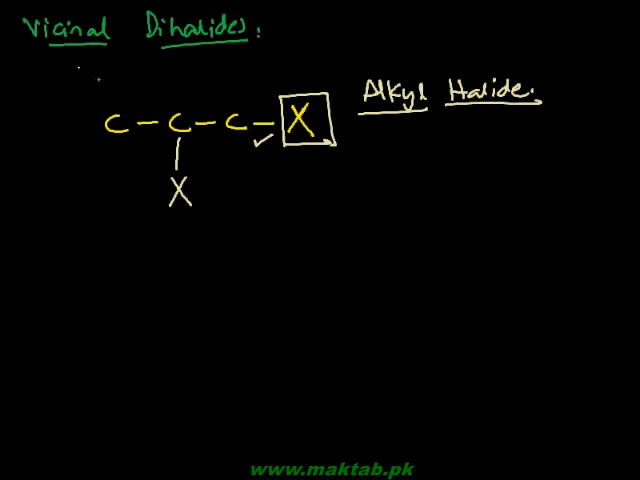 Vicinal Dihalides:
Alkyl Halide.
C - C - C - X
X
www.maktab.pk